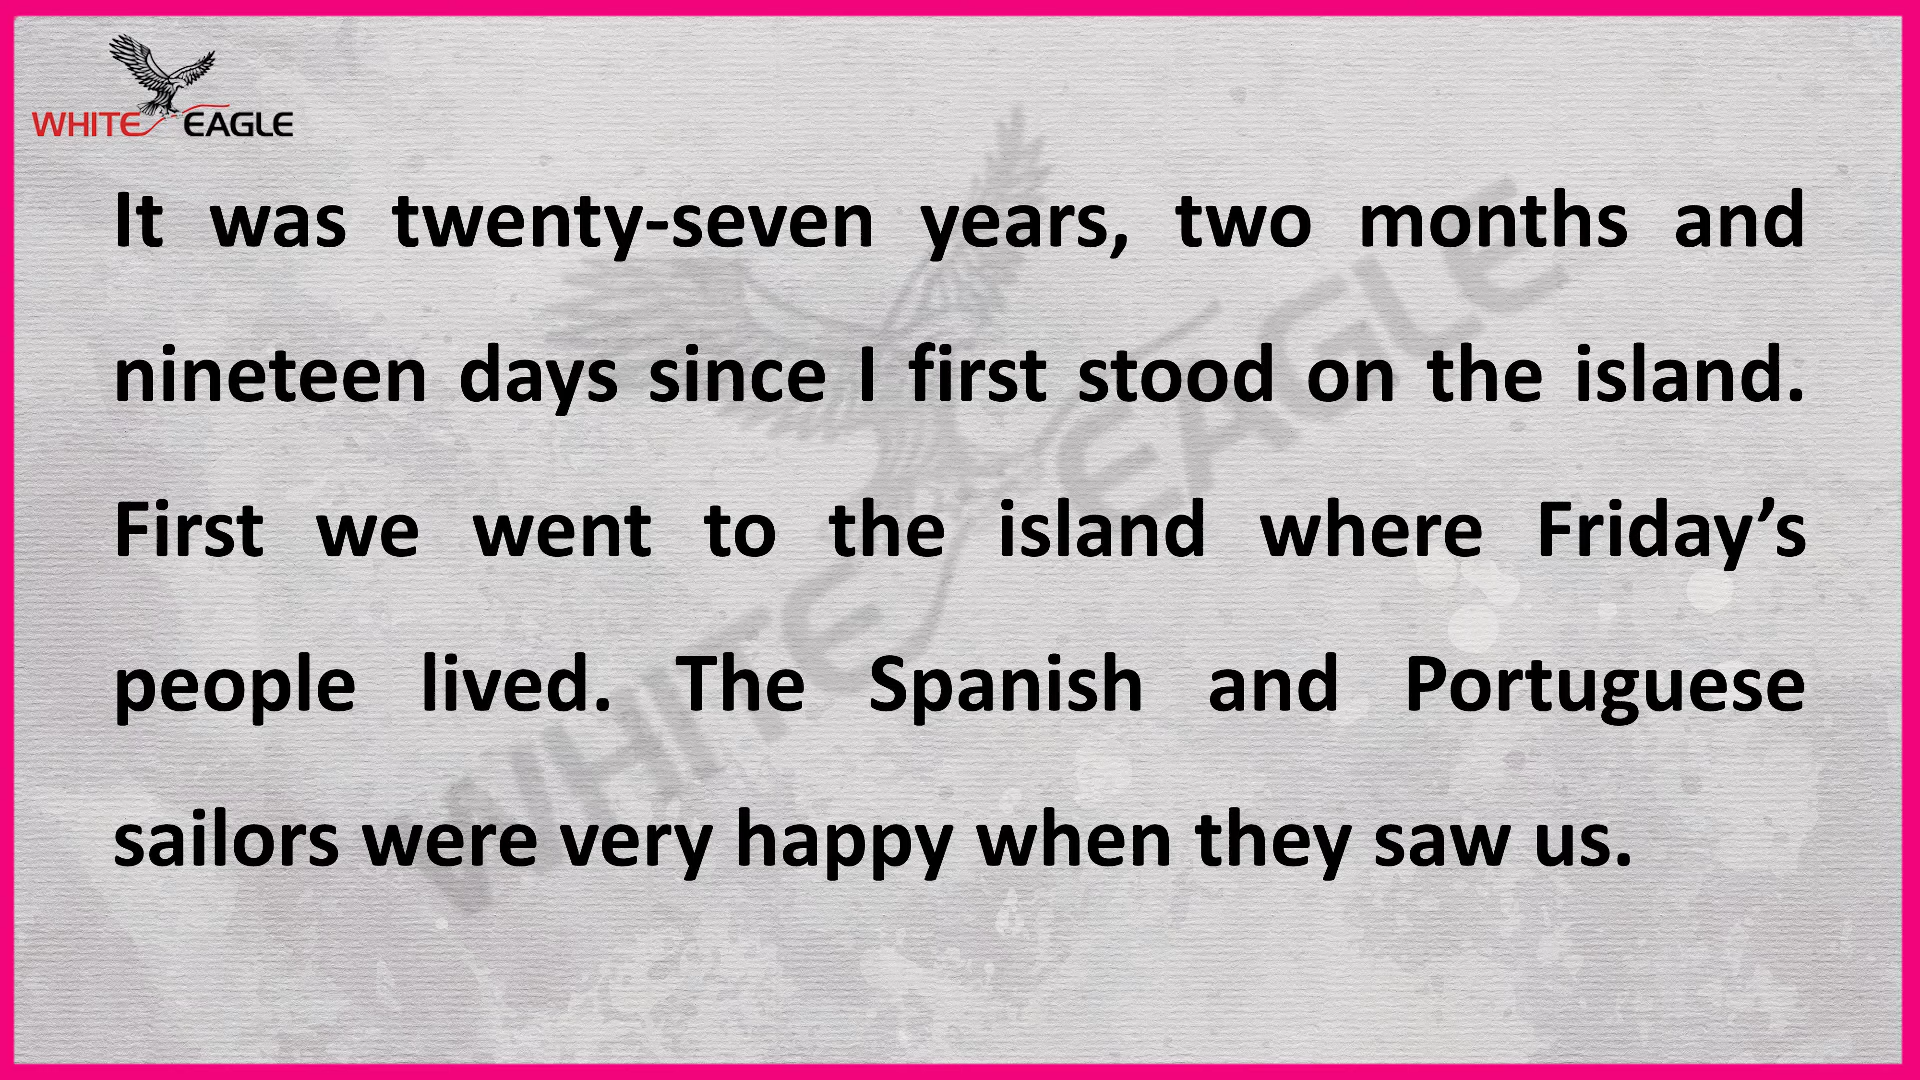 WHITE EAGLE
It was twenty-seven years, two months and
nineteen days since I first stood on the island.
First we went to the island where Friday’s
people lived. The Spanish and Portuguese
sailors were very happy when they saw us.
WHITE EAGLE